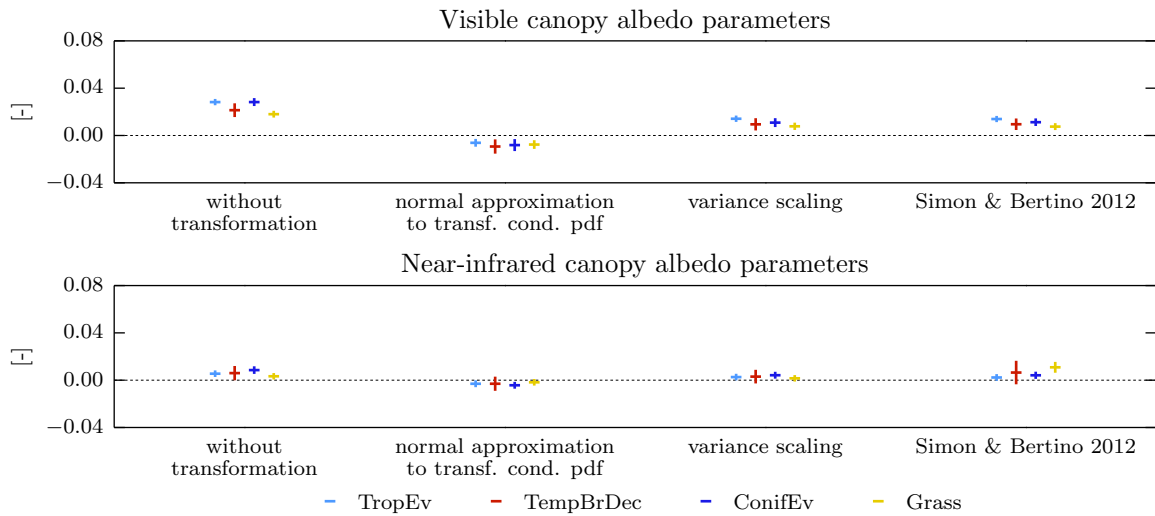 Visible canopy albedo parameters
0.08
0.04
0.00
−0.04
[-]
without
transformation
normal approximation
to transf. cond. pdf
variance scaling
Simon & Bertino 2012
Near-infrared canopy albedo parameters
0.08
0.04
0.00
−0.04
[-]
without
transformation
normal approximation
to transf. cond. pdf
variance scaling
Simon & Bertino 2012
TropEv
TempBrDec
ConifEv
Grass